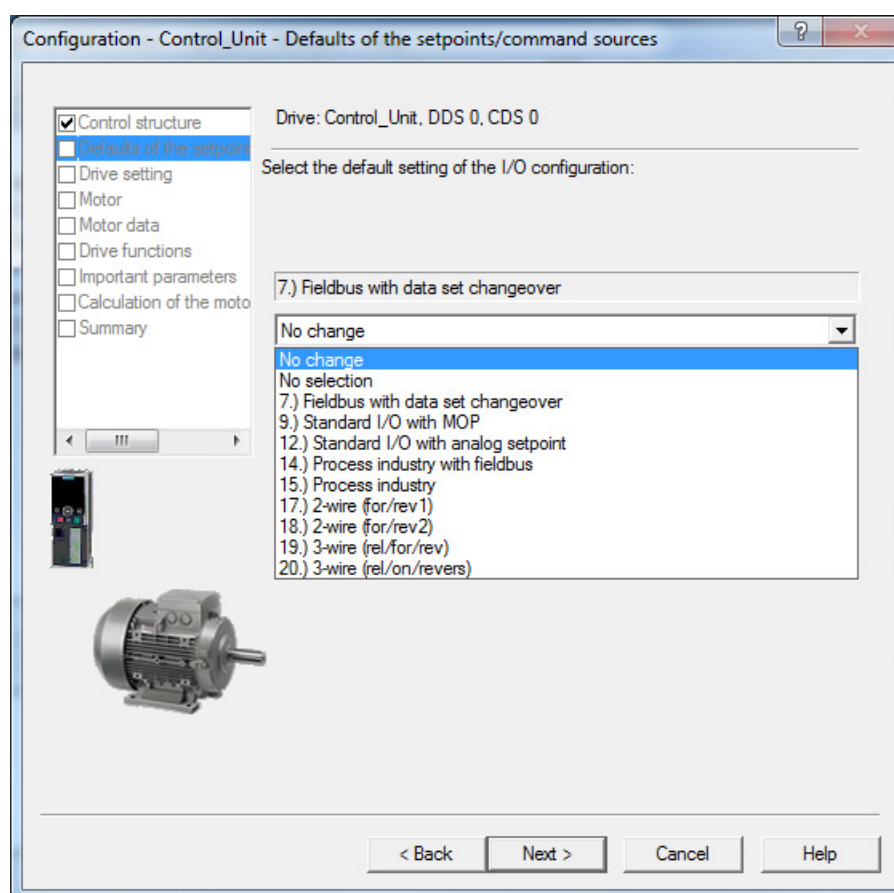 Configuration - Control_Unit - Defaults of the setpoints/command sources
Control structure
Defaults of the setpoint
Drive setting
Motor
Motor data
Drive functions
Important parameters
Calculation of the moto
Summary
Drive: Control_Unit, DDS 0, CDS 0
Select the default setting of the I/O configuration:
7.) Fieldbus with data set changeover
No change
No change
No selection
7.) Fieldbus with data set changeover
9.) Standard I/O with MOP
12.) Standard I/O with analog setpoint
14.) Process industry with fieldbus
15.) Process industry
17.) 2-wire (for/rev1)
18.) 2-wire (for/rev2)
19.) 3-wire (rel/for/rev)
20.) 3-wire (rel/on/revers)
< Back
Next >
Cancel
Help